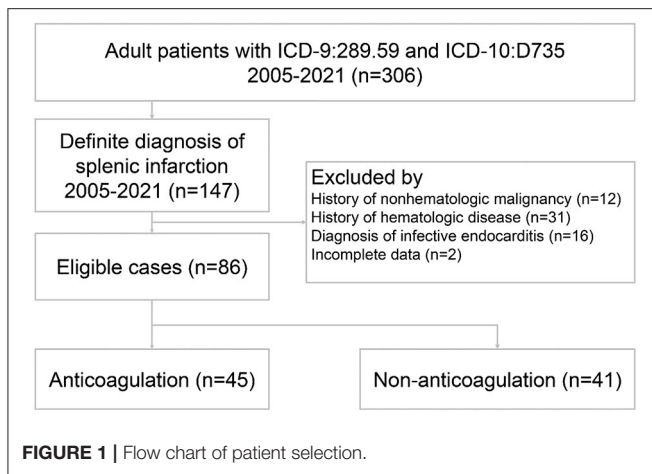 Adult patients with ICD-9:289.59 and ICD-10:D735
2005-2021 (n=306)
Definite diagnosis of
splenic infarction
2005-2021 (n=147)
Excluded by
History of nonhematologic malignancy (n=12)
History of hematologic disease (n=31)
Diagnosis of infective endocarditis (n=16)
Incomplete data (n=2)
Eligible cases (n=86)
Anticoagulation (n=45)
Non-anticoagulation (n=41)
FIGURE 1 | Flow chart of patient selection.